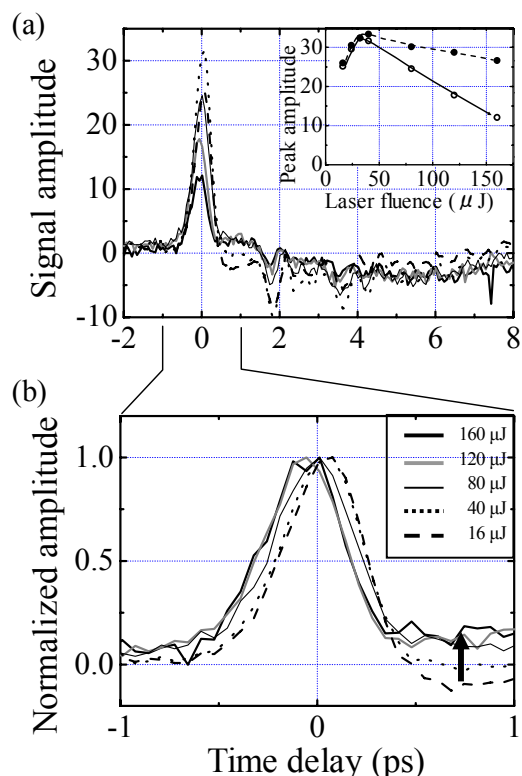 (a)
Signal amplitude
30
20
10
0
-10
-2 0 2 4 6 8
Peak amplitude
30
20
10
0
0 50 100 150
Laser fluence (μJ)
(b)
Normalized amplitude
1.0
0.5
0.0
-1 0 1
Time delay (ps)
160 μJ
120 μJ
80 μJ
40 μJ
16 μJ